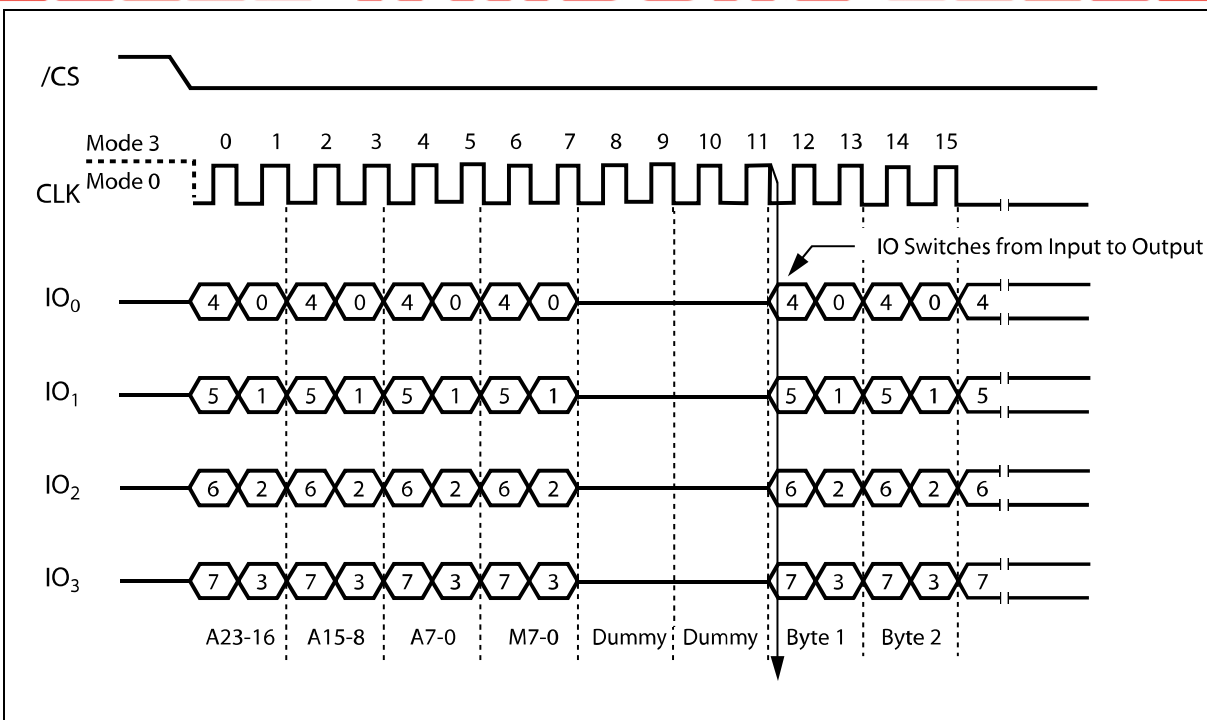 /CS
Mode 3 0 1 2 3 4 5 6 7 8 9 10 11 12 13 14 15
CLK Mode 0
IO Switches from Input to Output
IO0 4 0 4 0 4 0 4 0 4 0 4 0 4
IO1 5 1 5 1 5 1 5 1 5 1 5 1 5
IO2 6 2 6 2 6 2 6 2 6 2 6 2 6
IO3 7 3 7 3 7 3 7 3 7 3 7 3 7
A23-16 A15-8 A7-0 M7-0 Dummy Dummy Byte 1 Byte 2